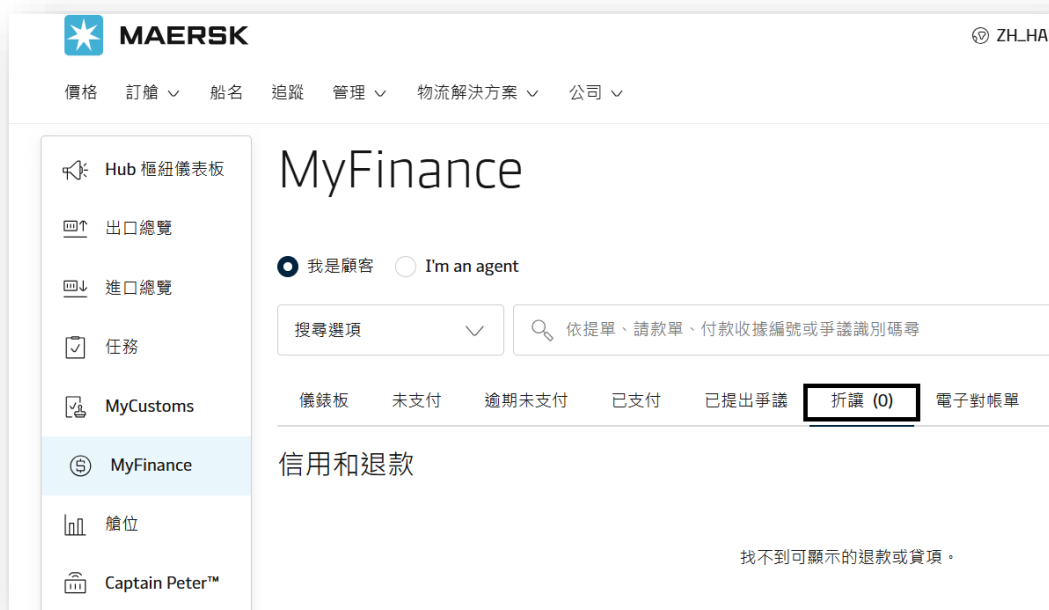 MAERSK
ZH_HA
價格 訂艙 船名 追蹤 管理 物流解決方案 公司
Hub 樞紐儀表板
出口總覽
進口總覽
任務
MyCustoms
MyFinance
艙位
Captain Peter™
MyFinance
我是顧客 I'm an agent
搜尋選項 依提單、請款單、付款收據編號或爭議識別碼尋
儀錶板 未支付 逾期未支付 已支付 已提出爭議 折讓 (0) 電子對帳單
信用和退款
找不到可顯示的退款或貸項。